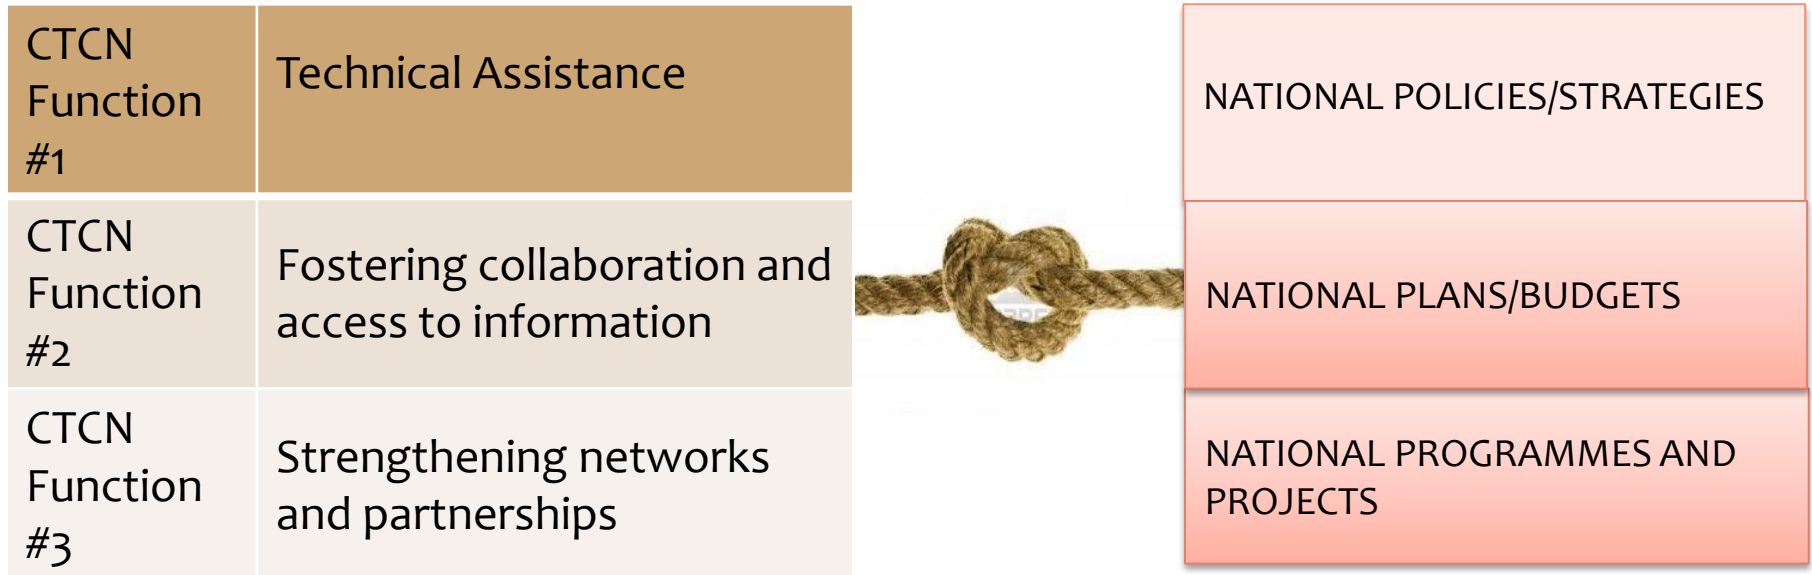 CTCN
Function
#1
Technical Assistance
CTCN
Function
#2
Fostering collaboration and
access to information
CTCN
Function
#3
Strengthening networks
and partnerships
NATIONAL POLICIES/STRATEGIES
NATIONAL PLANS/BUDGETS
NATIONAL PROGRAMMES AND
PROJECTS